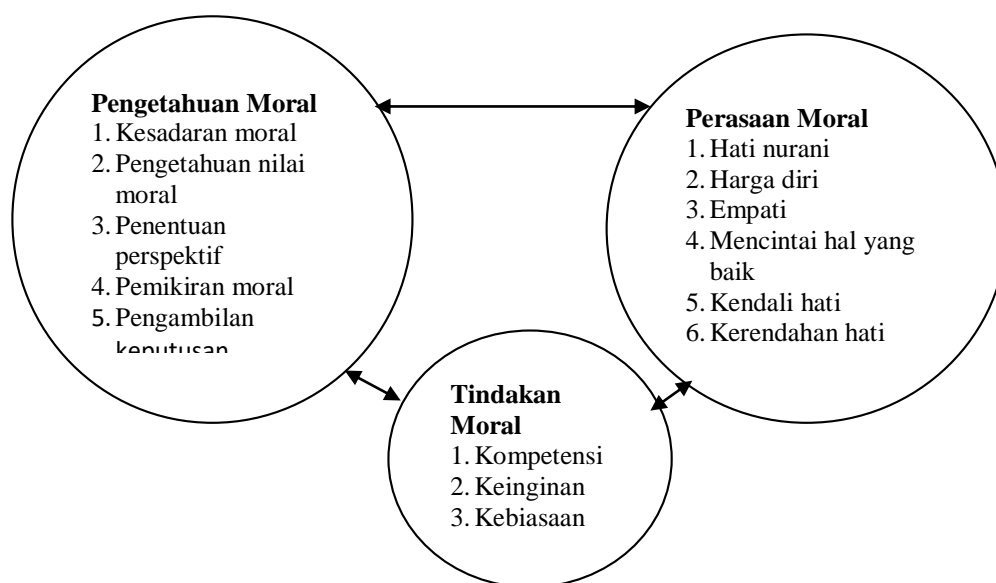 Pengetahuan Moral
1. Kesadaran moral
2. Pengetahuan nilai
moral
3. Penentuan
perspektif
4. Pemikiran moral
5. Pengambilan
keputusan
Perasaan Moral
1. Hati nurani
2. Harga diri
3. Empati
4. Mencintai hal yang
baik
5. Kendali hati
6. Kerendahan hati
Tindakan
Moral
1. Kompetensi
2. Keinginan
3. Kebiasaan